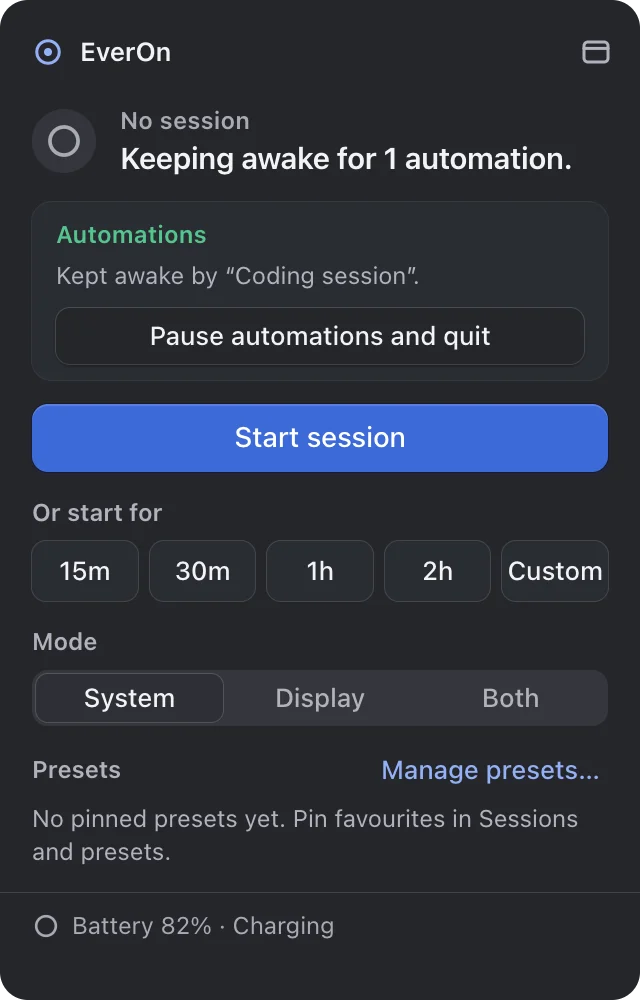 EverOn
No session
Keeping awake for 1 automation.
Automations
Kept awake by “Coding session”.
Pause automations and quit
Start session
Or start for
15m 30m 1h 2h Custom
Mode
System Display Both
Presets Manage presets...
No pinned presets yet. Pin favourites in Sessions
and presets.
Battery 82% · Charging